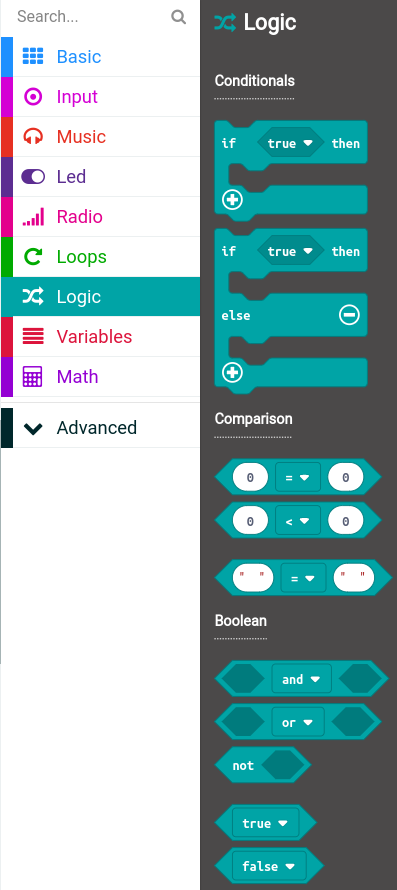 Search...
Basic
Input
Music
Led
Radio
Loops
Logic
Variables
Math
Advanced
Logic
Conditionals
if true then
if true then
else
Comparison
0 = 0
0 < 0
" " = " "
Boolean
and
or
not
true
false